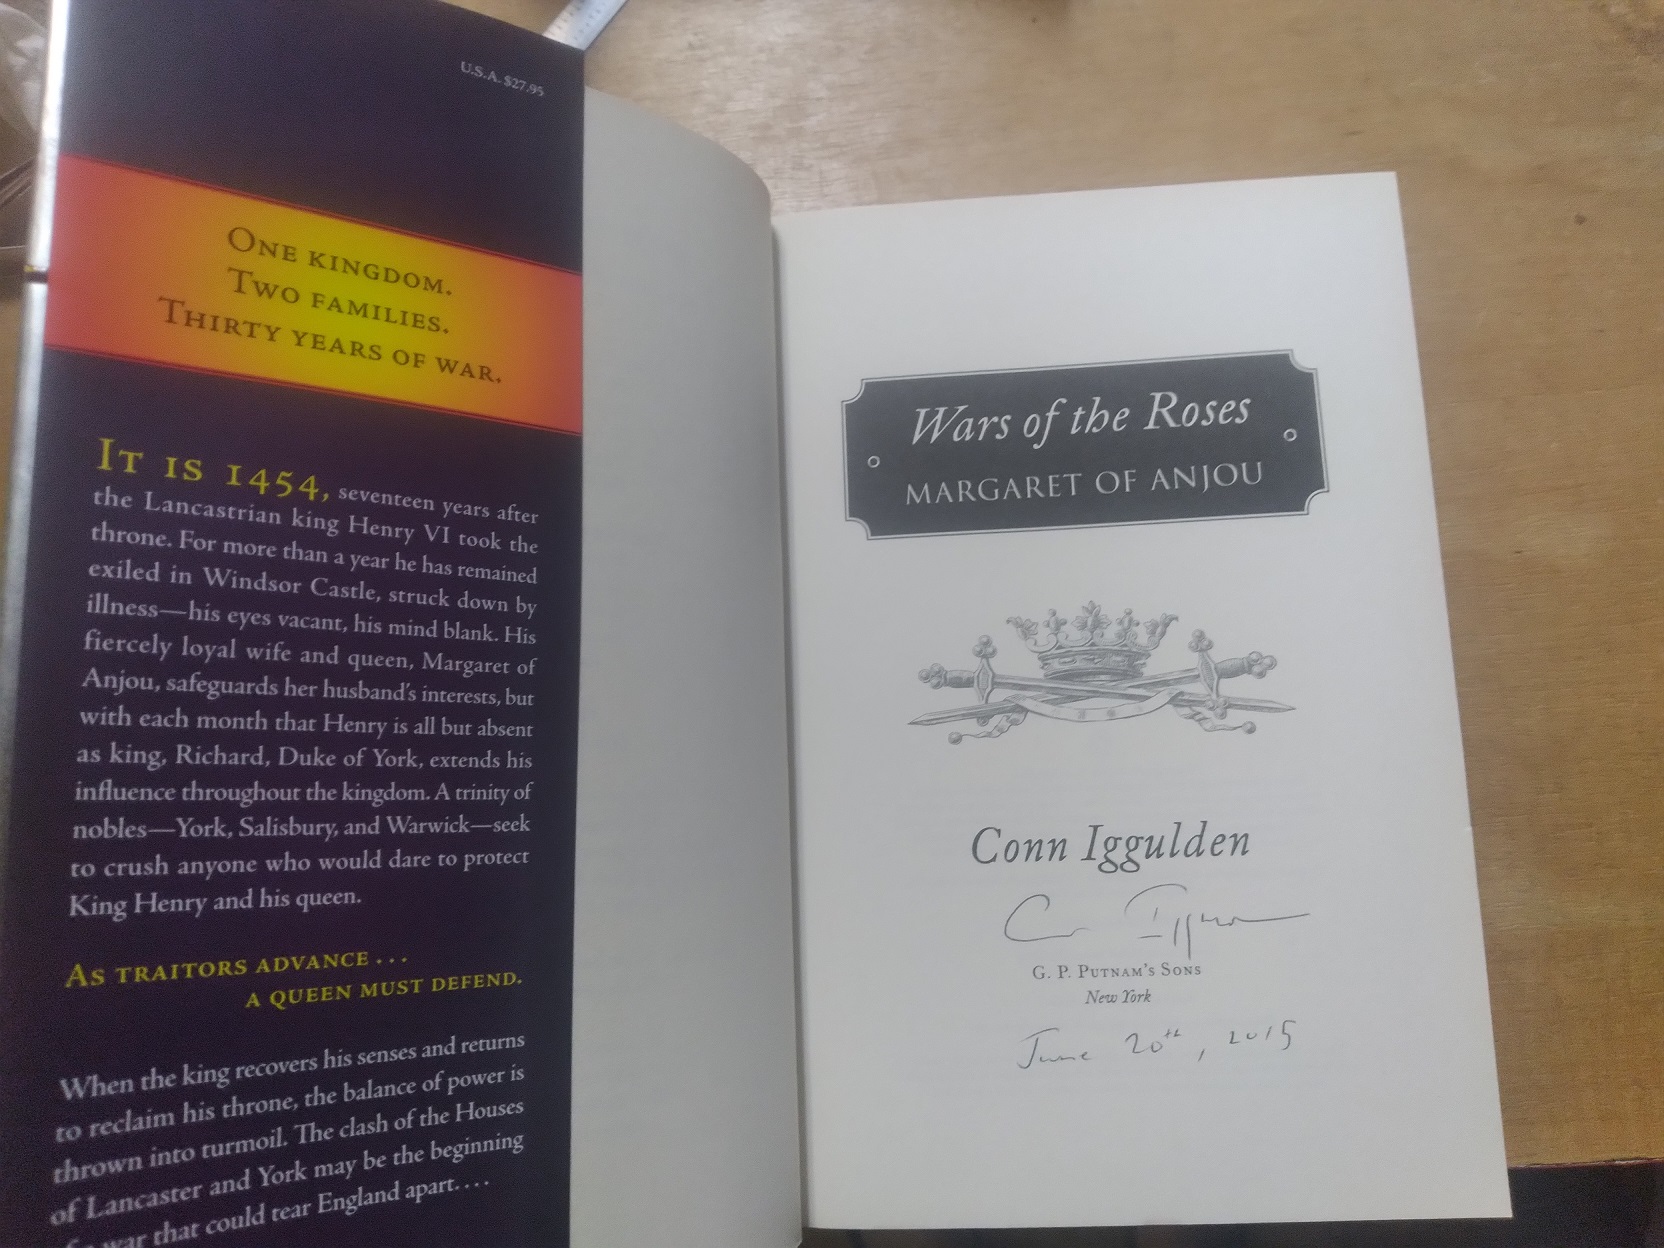 U.S.A. $27.95
ONE KINGDOM.
TWO FAMILIES.
THIRTY YEARS OF WAR.
IT IS 1454, seventeen years after
the Lancastrian king Henry VI took the
throne. For more than a year he has remained
exiled in Windsor Castle, struck down by
illness—his eyes vacant, his mind blank. His
fiercely loyal wife and queen, Margaret of
Anjou, safeguards her husband's interests, but
with each month that Henry is all but absent
as king, Richard, Duke of York, extends his
influence throughout the kingdom. A trinity of
nobles—York, Salisbury, and Warwick—seek
to crush anyone who would dare to protect
King Henry and his queen.
AS TRAITORS ADVANCE . . .
A QUEEN MUST DEFEND.
When the king recovers his senses and returns
to reclaim his throne, the balance of power is
thrown into turmoil. The clash of the Houses
of Lancaster and York may be the beginning
of a war that could tear England apart. . . .
Wars of the Roses
MARGARET OF ANJOU
Conn Iggulden
C Iggulden
G. P. PUTNAM'S SONS
New York
June 20th, 2015